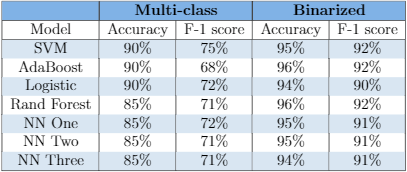 Multi-class Binarized
Model Accuracy F-1 score Accuracy F-1 score
SVM 90% 75% 95% 92%
AdaBoost 90% 68% 96% 92%
Logistic 90% 72% 94% 90%
Rand Forest 85% 71% 96% 92%
NN One 85% 72% 95% 91%
NN Two 85% 71% 95% 91%
NN Three 85% 71% 94% 91%